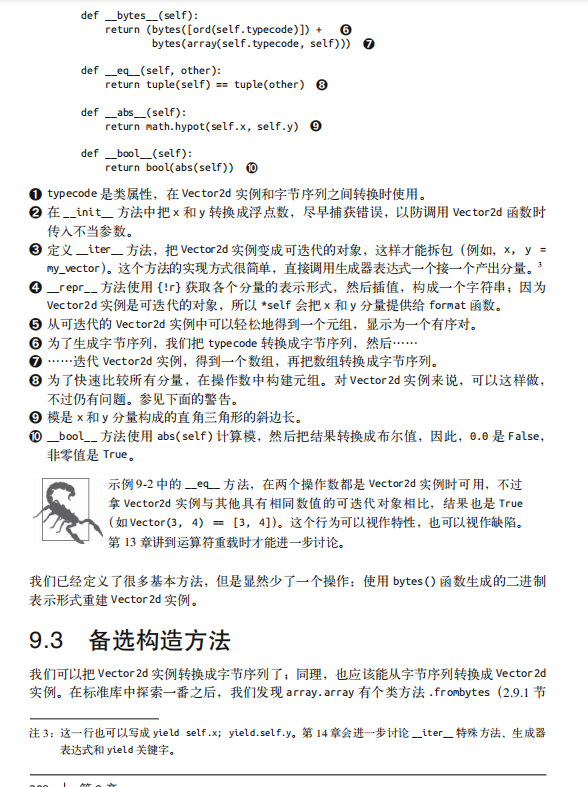 def __bytes__(self):
return (bytes([ord(self.typecode)]) + ❻
bytes(array(self.typecode, self))) ❼
def __eq__(self, other):
return tuple(self) == tuple(other) ❽
def __abs__(self):
return math.hypot(self.x, self.y) ❾
def __bool__(self):
return bool(abs(self)) ❿
❶ typecode 是类属性，在 Vector2d 实例和字节序列之间转换时使用。
❷ 在 __init__ 方法中把 x 和 y 转换成浮点数，尽早捕获错误，以防调用 Vector2d 函数时
传入不当参数。
❸ 定义 __iter__ 方法，把 Vector2d 实例变成可迭代的对象，这样才能拆包（例如，x, y =
my_vector）。这个方法的实现方式很简单，直接调用生成器表达式一个接一个产出分量。3
❹ __repr__ 方法使用 {!r} 获取各个分量的表示形式，然后插值，构成一个字符串；因为
Vector2d 实例是可迭代的对象，所以 *self 会把 x 和 y 分量提供给 format 函数。
❺ 从可迭代的 Vector2d 实例中可以轻松地得到一个元组，显示为一个有序对。
❻ 为了生成字节序列，我们把 typecode 转换成字节序列，然后……
❼ ……迭代 Vector2d 实例，得到一个数组，再把数组转换成字节序列。
❽ 为了快速比较所有分量，在操作数中构建元组。对 Vector2d 实例来说，可以这样做，
不过仍有问题。参见下面的警告。
❾ 模是 x 和 y 分量构成的直角三角形的斜边长。
❿ __bool__ 方法使用 abs(self) 计算模，然后把结果转换成布尔值，因此，0.0 是 False，
非零值是 True。
示例 9-2 中的 __eq__ 方法，在两个操作数都是 Vector2d 实例时可用，不过
拿 Vector2d 实例与其他具有相同数值的可迭代对象相比，结果也是 True
（如 Vector(3, 4) == [3, 4]）。这个行为可以视作特性，也可以视作缺陷。
第 13 章讲到运算符重载时才能进一步讨论。
我们已经定义了很多基本方法，但是显然少了一个操作：使用 bytes() 函数生成的二进制
表示形式重建 Vector2d 实例。
9.3 备选构造方法
我们可以把 Vector2d 实例转换成字节序列了；同理，也应该能从字节序列转换成 Vector2d
实例。在标准库中探索一番之后，我们发现 array.array 有个类方法 .frombytes（2.9.1 节
注 3：这一行也可以写成 yield self.x; yield.self.y。第 14 章会进一步讨论 __iter__ 特殊方法、生成器
表达式和 yield 关键字。